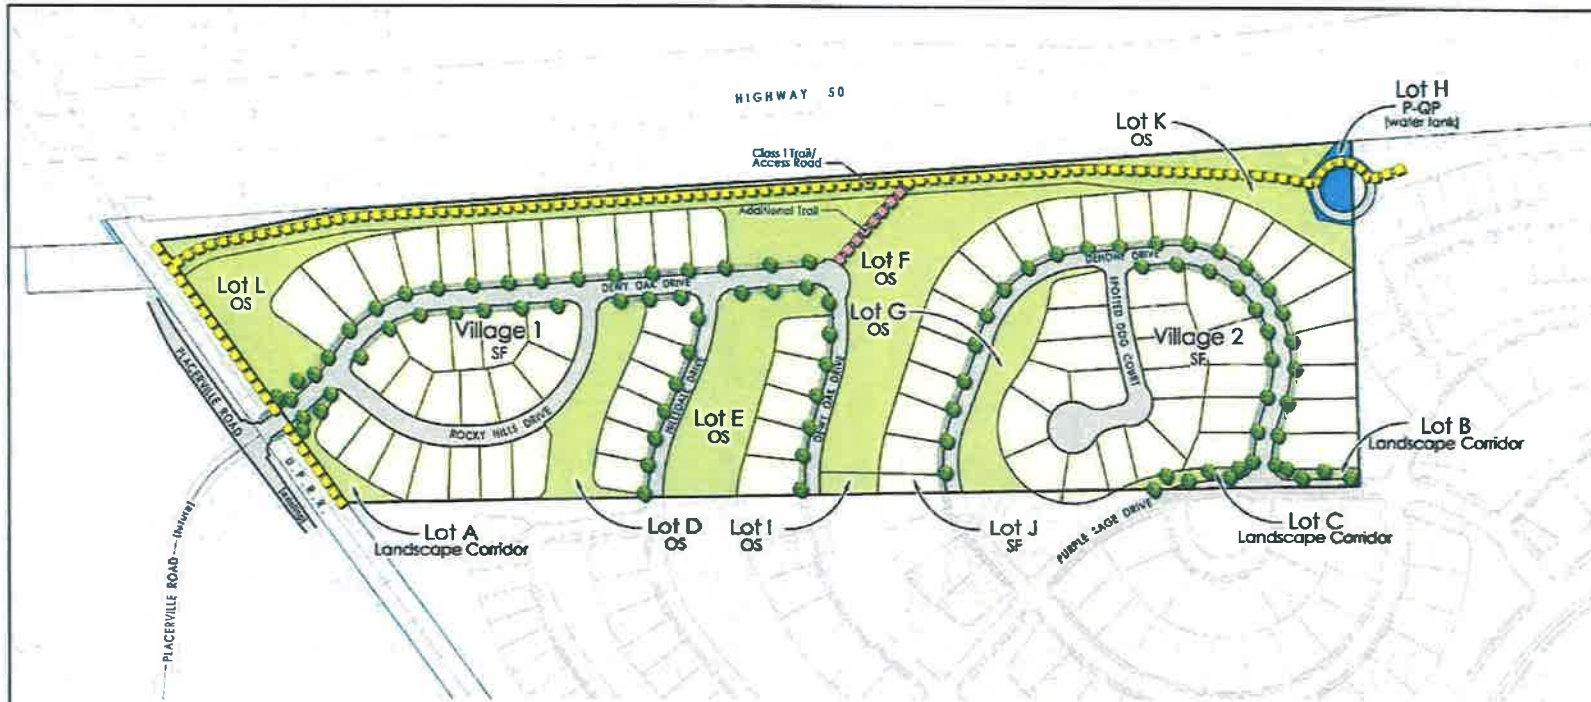 HIGHWAY 50
Lot H
P-QP
(water tank)
Lot K
OS
Class I Trail/
Access Road
Additional Trail
Lot L
OS
Lot F
OS
Lot G
OS
DEWY OAK DRIVE
Village 1
SF
ROCKY HILLS DRIVE
HILLSDALE DRIVE
Lot E
OS
DEWY OAK DRIVE
DEHONE DRIVE
SPOTTED DOG COURT
Village 2
SF
PLACERVILLE ROAD
U.P.R.R.
(existing)
PLACERVILLE ROAD (future)
Lot A
Landscape Corridor
Lot D
OS
Lot I
OS
Lot J
SF
PURPLE SAGE DRIVE
Lot C
Landscape Corridor
Lot B
Landscape Corridor